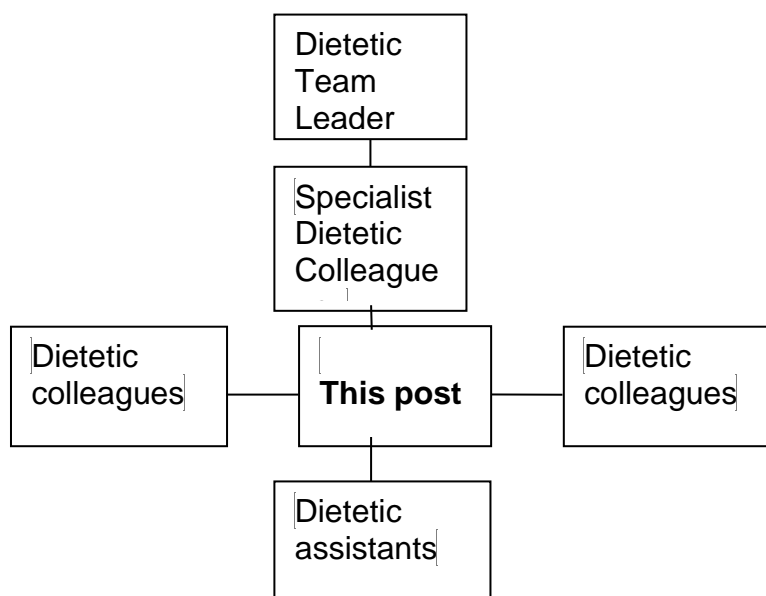 Dietetic
Team
Leader
Specialist
Dietetic
Colleague
Dietetic
colleagues
This post
Dietetic
colleagues
Dietetic
assistants